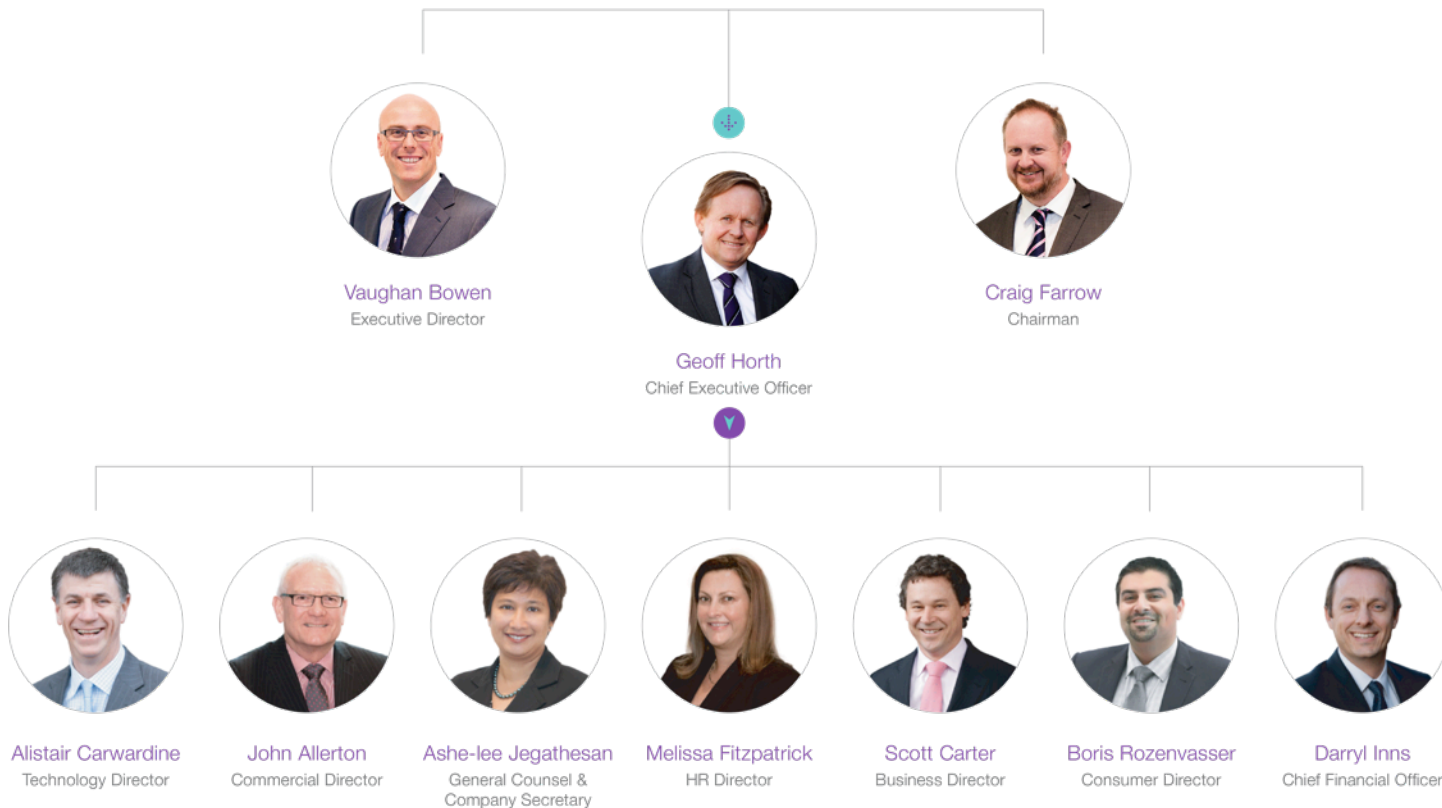 Vaughan Bowen
Executive Director
Craig Farrow
Chairman
Geoff Horth
Chief Executive Officer
Alistair Carwardine
Technology Director
John Allerton
Commercial Director
Ashe-lee Jegathesan
General Counsel &
Company Secretary
Melissa Fitzpatrick
HR Director
Scott Carter
Business Director
Boris Rozenvasser
Consumer Director
Darryl Inns
Chief Financial Officer